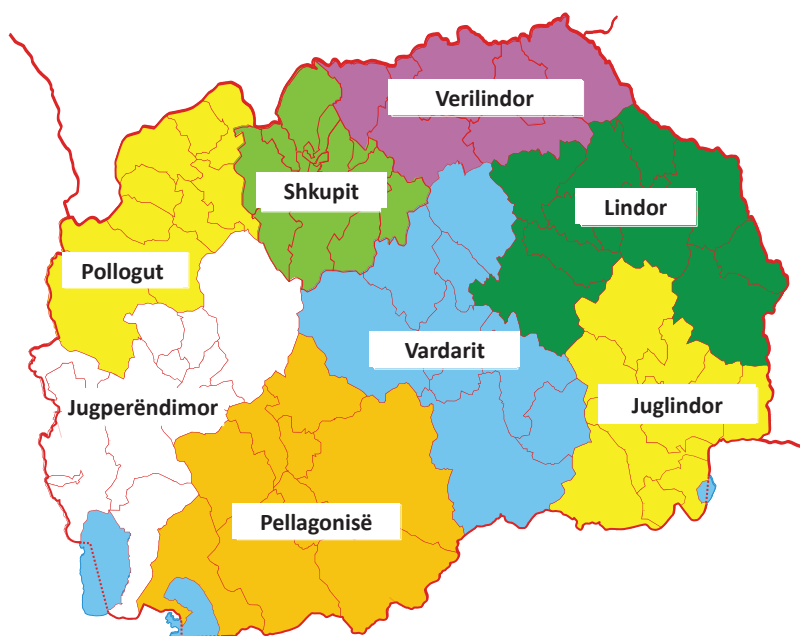 Verilindor
Shkupit
Lindor
Pollogut
Vardarit
Jugperëndimor
Juglindor
Pellagonisë